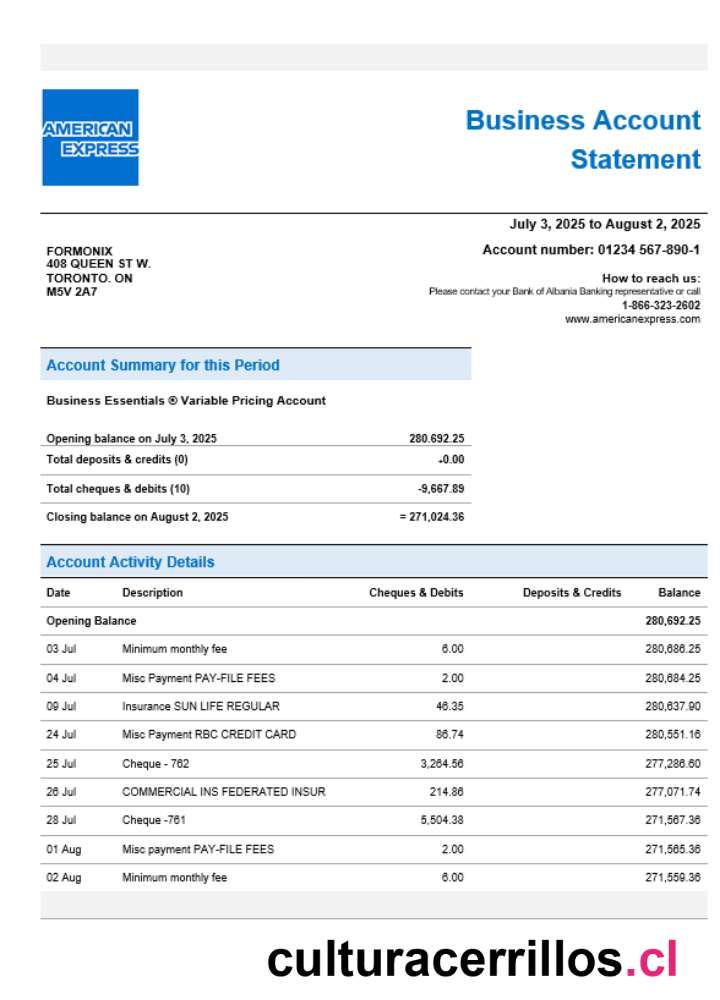 AMERICAN
EXPRESS
Business Account
Statement
July 3, 2025 to August 2, 2025
Account number: 01234 567-890-1
FORMONIX
408 QUEEN ST W.
TORONTO. ON
M5V 2A7
How to reach us:
Please contact your Bank of Albania Banking representative or call
1-866-323-2602
www.americanexpress.com
Account Summary for this Period
Business Essentials ® Variable Pricing Account
Opening balance on July 3, 2025 280.692.25
Total deposits & credits (0) -0.00
Total cheques & debits (10) -9,667.89
Closing balance on August 2, 2025 = 271,024.36
Account Activity Details
Date Description Cheques & Debits Deposits & Credits Balance
Opening Balance 280,692.25
03 Jul Minimum monthly fee 6.00 280,686.25
04 Jul Misc Payment PAY-FILE FEES 2.00 280,684.25
09 Jul Insurance SUN LIFE REGULAR 46.35 280,637.90
24 Jul Misc Payment RBC CREDIT CARD 86.74 280,551.16
25 Jul Cheque - 762 3,264.56 277,286.60
26 Jul COMMERCIAL INS FEDERATED INSUR 214.86 277,071.74
28 Jul Cheque -761 5,504.38 271,567.36
01 Aug Misc payment PAY-FILE FEES 2.00 271,565.36
02 Aug Minimum monthly fee 6.00 271,559.36
culturacerrillos.cl